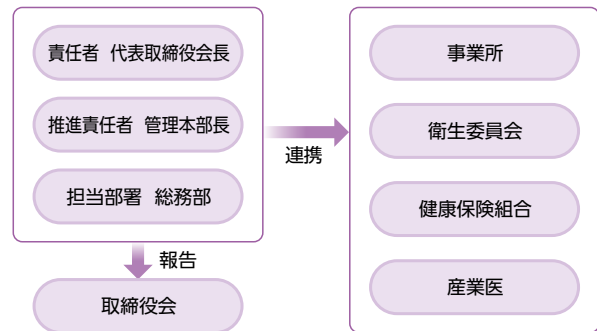 責任者 代表取締役会長
推進責任者 管理本部長
担当部署 総務部
報告
取締役会
連携
事業所
衛生委員会
健康保険組合
産業医